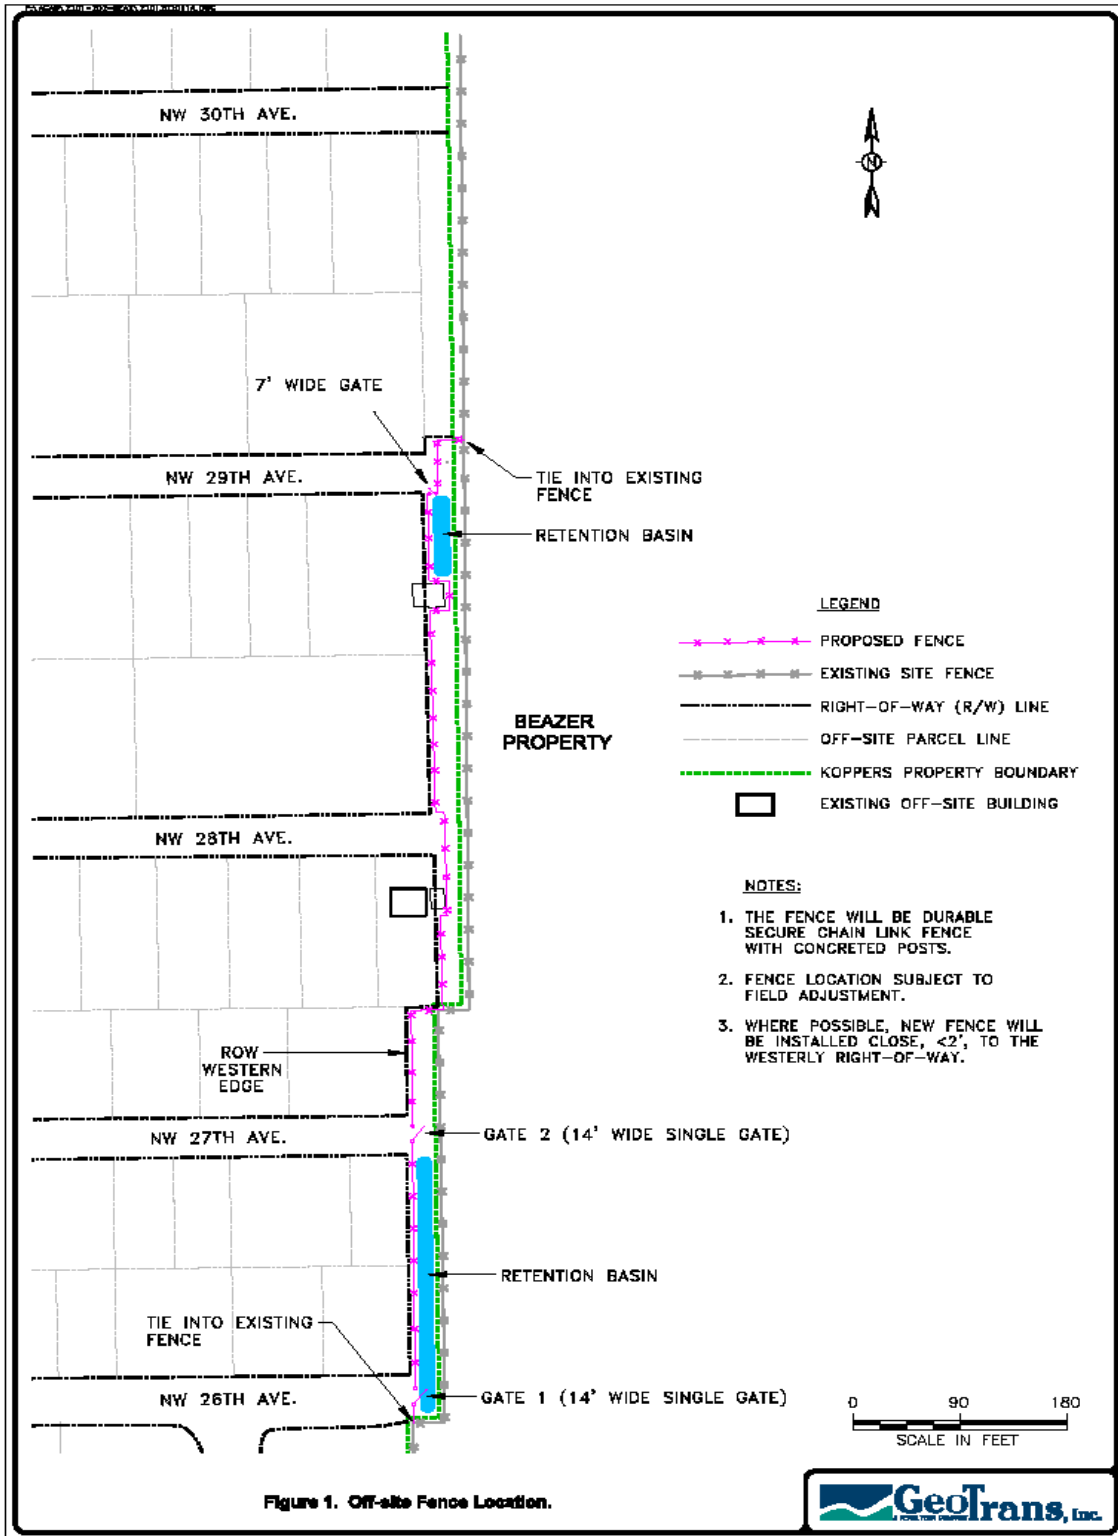 NW 30TH AVE.
N
7' WIDE GATE
NW 29TH AVE.
TIE INTO EXISTING
FENCE
RETENTION BASIN
LEGEND
PROPOSED FENCE
EXISTING SITE FENCE
RIGHT-OF-WAY (R/W) LINE
OFF-SITE PARCEL LINE
KOPPERS PROPERTY BOUNDARY
EXISTING OFF-SITE BUILDING
BEAZER
PROPERTY
NW 28TH AVE.
NOTES:
1. THE FENCE WILL BE DURABLE
SECURE CHAIN LINK FENCE
WITH CONCRETED POSTS.
2. FENCE LOCATION SUBJECT TO
FIELD ADJUSTMENT.
3. WHERE POSSIBLE, NEW FENCE WILL
BE INSTALLED CLOSE, <2', TO THE
WESTERLY RIGHT-OF-WAY.
ROW
WESTERN
EDGE
NW 27TH AVE.
GATE 2 (14' WIDE SINGLE GATE)
RETENTION BASIN
TIE INTO EXISTING
FENCE
NW 26TH AVE.
GATE 1 (14' WIDE SINGLE GATE)
0 90 180
SCALE IN FEET
Figure 1. Off-site Fence Location.
GeoTrans, Inc.